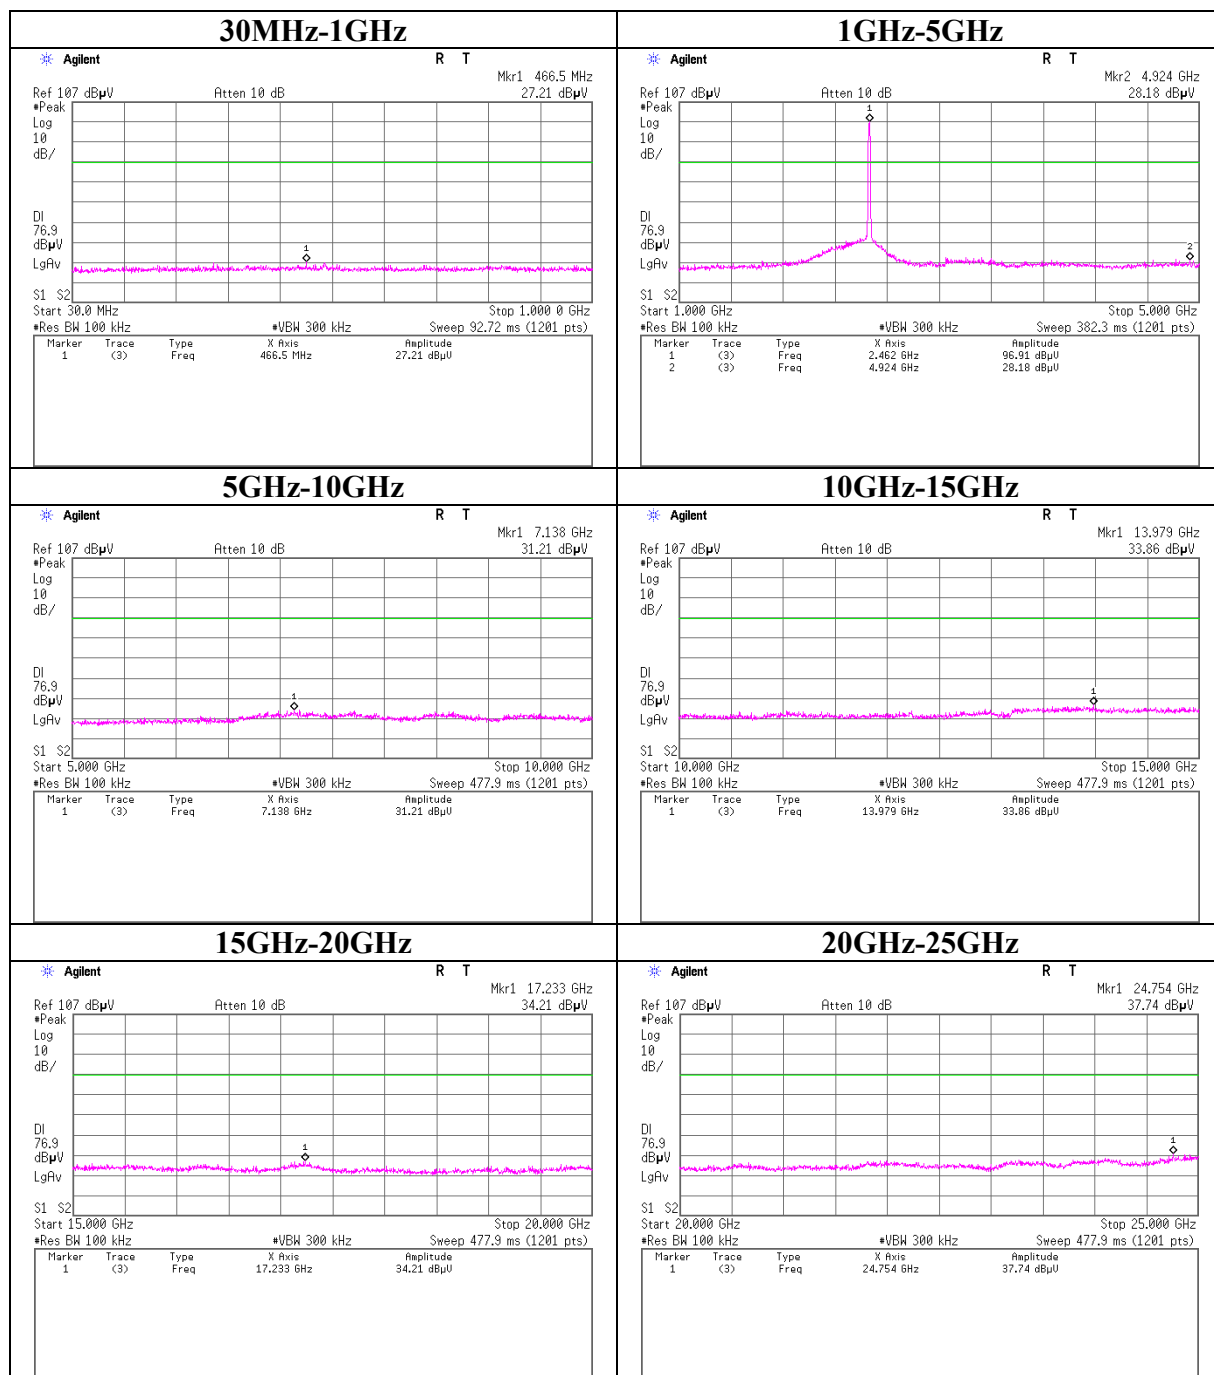 30MHz-1GHz
Agilent R T
Mkr1 466.5 MHz
Ref 107 dBµV Atten 10 dB 27.21 dBµV
#Peak
Log
10
dB/
1
DI
76.9
dBµV
LgAv
S1 S2
Start 30.0 MHz Stop 1.000 0 GHz
#Res BW 100 kHz #VBW 300 kHz Sweep 92.72 ms (1201 pts)
Marker Trace Type X Axis Amplitude
1 (3) Freq 466.5 MHz 27.21 dBµV
1GHz-5GHz
Agilent R T
Mkr2 4.924 GHz
Ref 107 dBµV Atten 10 dB 28.18 dBµV
#Peak
Log
10
dB/
1
DI
76.9
dBµV
2
LgAv
S1 S2
Start 1.000 GHz Stop 5.000 GHz
#Res BW 100 kHz #VBW 300 kHz Sweep 382.3 ms (1201 pts)
Marker Trace Type X Axis Amplitude
1 (3) Freq 2.462 GHz 96.91 dBµV
2 (3) Freq 4.924 GHz 28.18 dBµV
5GHz-10GHz
Agilent R T
Mkr1 7.138 GHz
Ref 107 dBµV Atten 10 dB 31.21 dBµV
#Peak
Log
10
dB/
DI
76.9
1
dBµV
LgAv
S1 S2
Start 5.000 GHz Stop 10.000 GHz
#Res BW 100 kHz #VBW 300 kHz Sweep 477.9 ms (1201 pts)
Marker Trace Type X Axis Amplitude
1 (3) Freq 7.138 GHz 31.21 dBµV
10GHz-15GHz
Agilent R T
Mkr1 13.979 GHz
Ref 107 dBµV Atten 10 dB 33.86 dBµV
#Peak
Log
10
dB/
DI
76.9
1
dBµV
LgAv
S1 S2
Start 10.000 GHz Stop 15.000 GHz
#Res BW 100 kHz #VBW 300 kHz Sweep 477.9 ms (1201 pts)
Marker Trace Type X Axis Amplitude
1 (3) Freq 13.979 GHz 33.86 dBµV
15GHz-20GHz
Agilent R T
Mkr1 17.233 GHz
Ref 107 dBµV Atten 10 dB 34.21 dBµV
#Peak
Log
10
dB/
DI
76.9
1
dBµV
LgAv
S1 S2
Start 15.000 GHz Stop 20.000 GHz
#Res BW 100 kHz #VBW 300 kHz Sweep 477.9 ms (1201 pts)
Marker Trace Type X Axis Amplitude
1 (3) Freq 17.233 GHz 34.21 dBµV
20GHz-25GHz
Agilent R T
Mkr1 24.754 GHz
Ref 107 dBµV Atten 10 dB 37.74 dBµV
#Peak
Log
10
dB/
DI
76.9
1
dBµV
LgAv
S1 S2
Start 20.000 GHz Stop 25.000 GHz
#Res BW 100 kHz #VBW 300 kHz Sweep 477.9 ms (1201 pts)
Marker Trace Type X Axis Amplitude
1 (3) Freq 24.754 GHz 37.74 dBµV